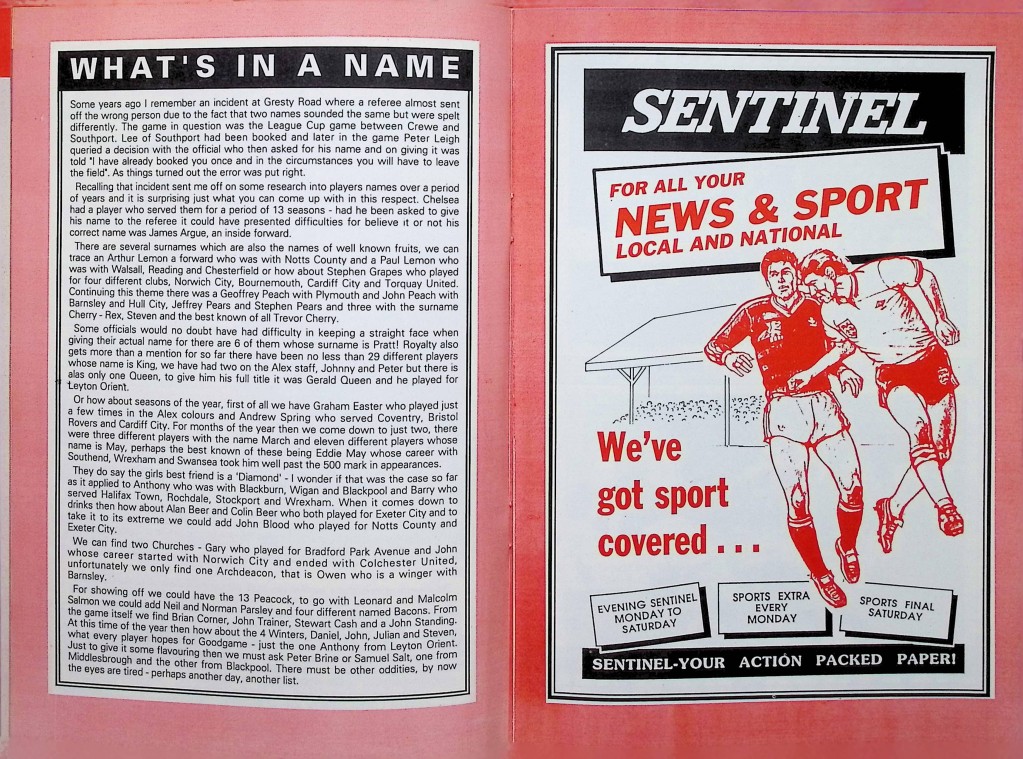 WHAT'S IN A NAME
Some years ago I remember an incident at Gresty Road where a referee almost sent
off the wrong person due to the fact that two names sounded the same but were spelt
differently. The game in question was the League Cup game between Crewe and
Southport. Lee of Southport had been booked and later in the game Peter Leigh
queried a decision with the official who then asked for his name and on giving it was
told "I have already booked you once and in the circumstances you will have to leave
the field". As things turned out the error was put right.
Recalling that incident sent me off on some research into players names over a period
of years and it is surprising just what you can come up with in this respect. Chelsea
had a player who served them for a period of 13 seasons - had he been asked to give
his name to the referee it could have presented difficulties for believe it or not his
correct name was James Argue, an inside forward.
There are several surnames which are also the names of well known fruits, we can
trace an Arthur Lemon a forward who was with Notts County and a Paul Lemon who
was with Walsall, Reading and Chesterfield or how about Stephen Grapes who played
for four different clubs, Norwich City, Bournemouth, Cardiff City and Torquay United.
Continuing this theme there was a Geoffrey Peach with Plymouth and John Peach with
Barnsley and Hull City, Jeffrey Pears and Stephen Pears and three with the surname
Cherry - Rex, Steven and the best known of all Trevor Cherry.
Some officials would no doubt have had difficulty in keeping a straight face when
giving their actual name for there are 6 of them whose surname is Pratt! Royalty also
gets more than a mention for so far there have been no less than 29 different players
whose name is King, we have had two on the Alex staff, Johnny and Peter but there is
alas only one Queen, to give him his full title it was Gerald Queen and he played for
Leyton Orient.
Or how about seasons of the year, first of all we have Graham Easter who played just
a few times in the Alex colours and Andrew Spring who served Coventry, Bristol
Rovers and Cardiff City. For months of the year then we come down to just two, there
were three different players with the name March and eleven different players whose
name is May, perhaps the best known of these being Eddie May whose career with
Southend, Wrexham and Swansea took him well past the 500 mark in appearances.
They do say the girls best friend is a 'Diamond' - I wonder if that was the case so far
as it applied to Anthony who was with Blackburn, Wigan and Blackpool and Barry who
served Halifax Town, Rochdale, Stockport and Wrexham. When it comes down to
drinks then how about Alan Beer and Colin Beer who both played for Exeter City and to
take it to its extreme we could add John Blood who played for Notts County and
Exeter City.
We can find two Churches - Gary who played for Bradford Park Avenue and John
whose career started with Norwich City and ended with Colchester United,
unfortunately we only find one Archdeacon, that is Owen who is a winger with
Barnsley.
For showing off we could have the 13 Peacock, to go with Leonard and Malcolm
Salmon we could add Neil and Norman Parsley and four different named Bacons. From
the game itself we find Brian Corner, John Trainer, Stewart Cash and a John Standing.
At this time of the year then how about the 4 Winters, Daniel, John, Julian and Steven,
what every player hopes for Goodgame - just the one Anthony from Leyton Orient.
Just to give it some flavouring then we must ask Peter Brine or Samuel Salt, one from
Middlesbrough and the other from Blackpool. There must be other oddities, by now
the eyes are tired - perhaps another day, another list.
SENTINEL
FOR ALL YOUR
NEWS & SPORT
LOCAL AND NATIONAL
We've
got sport
covered . . .
EVENING SENTINEL
MONDAY TO
SATURDAY
SPORTS EXTRA
EVERY
MONDAY
SPORTS FINAL
SATURDAY
SENTINEL-YOUR ACTION PACKED PAPER!